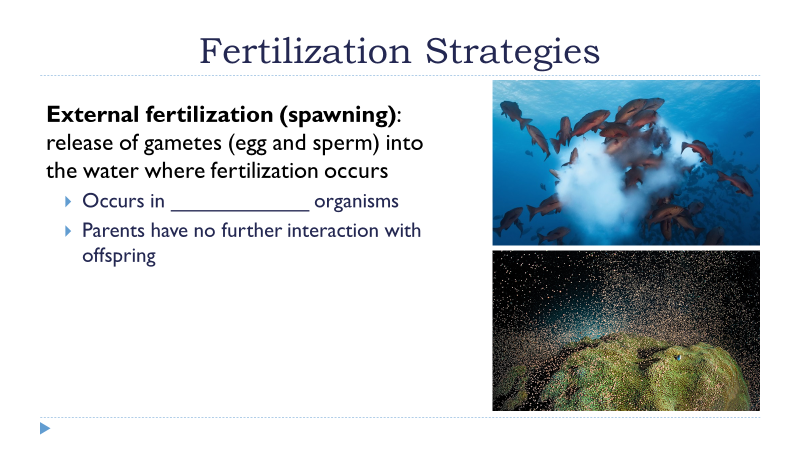 Fertilization Strategies
External fertilization (spawning):
release of gametes (egg and sperm) into
the water where fertilization occurs
Occurs in _____________ organisms
Parents have no further interaction with
offspring